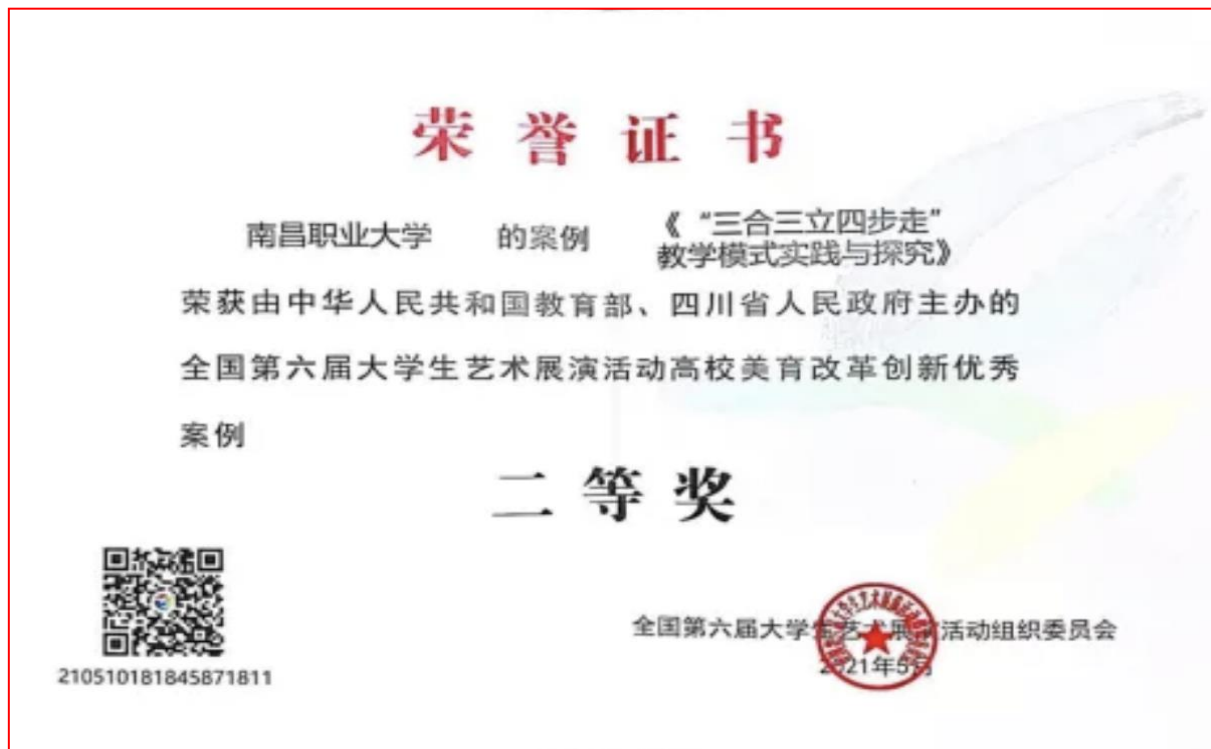 荣誉证书
南昌职业大学 的案例 《“三合三立四步走”
教学模式实践与探究》
荣获由中华人民共和国教育部、四川省人民政府主办的
全国第六届大学生艺术展演活动高校美育改革创新优秀
案例
二等奖
全国第六届大学生艺术展演活动组织委员会
2021年5月
210510181845871811